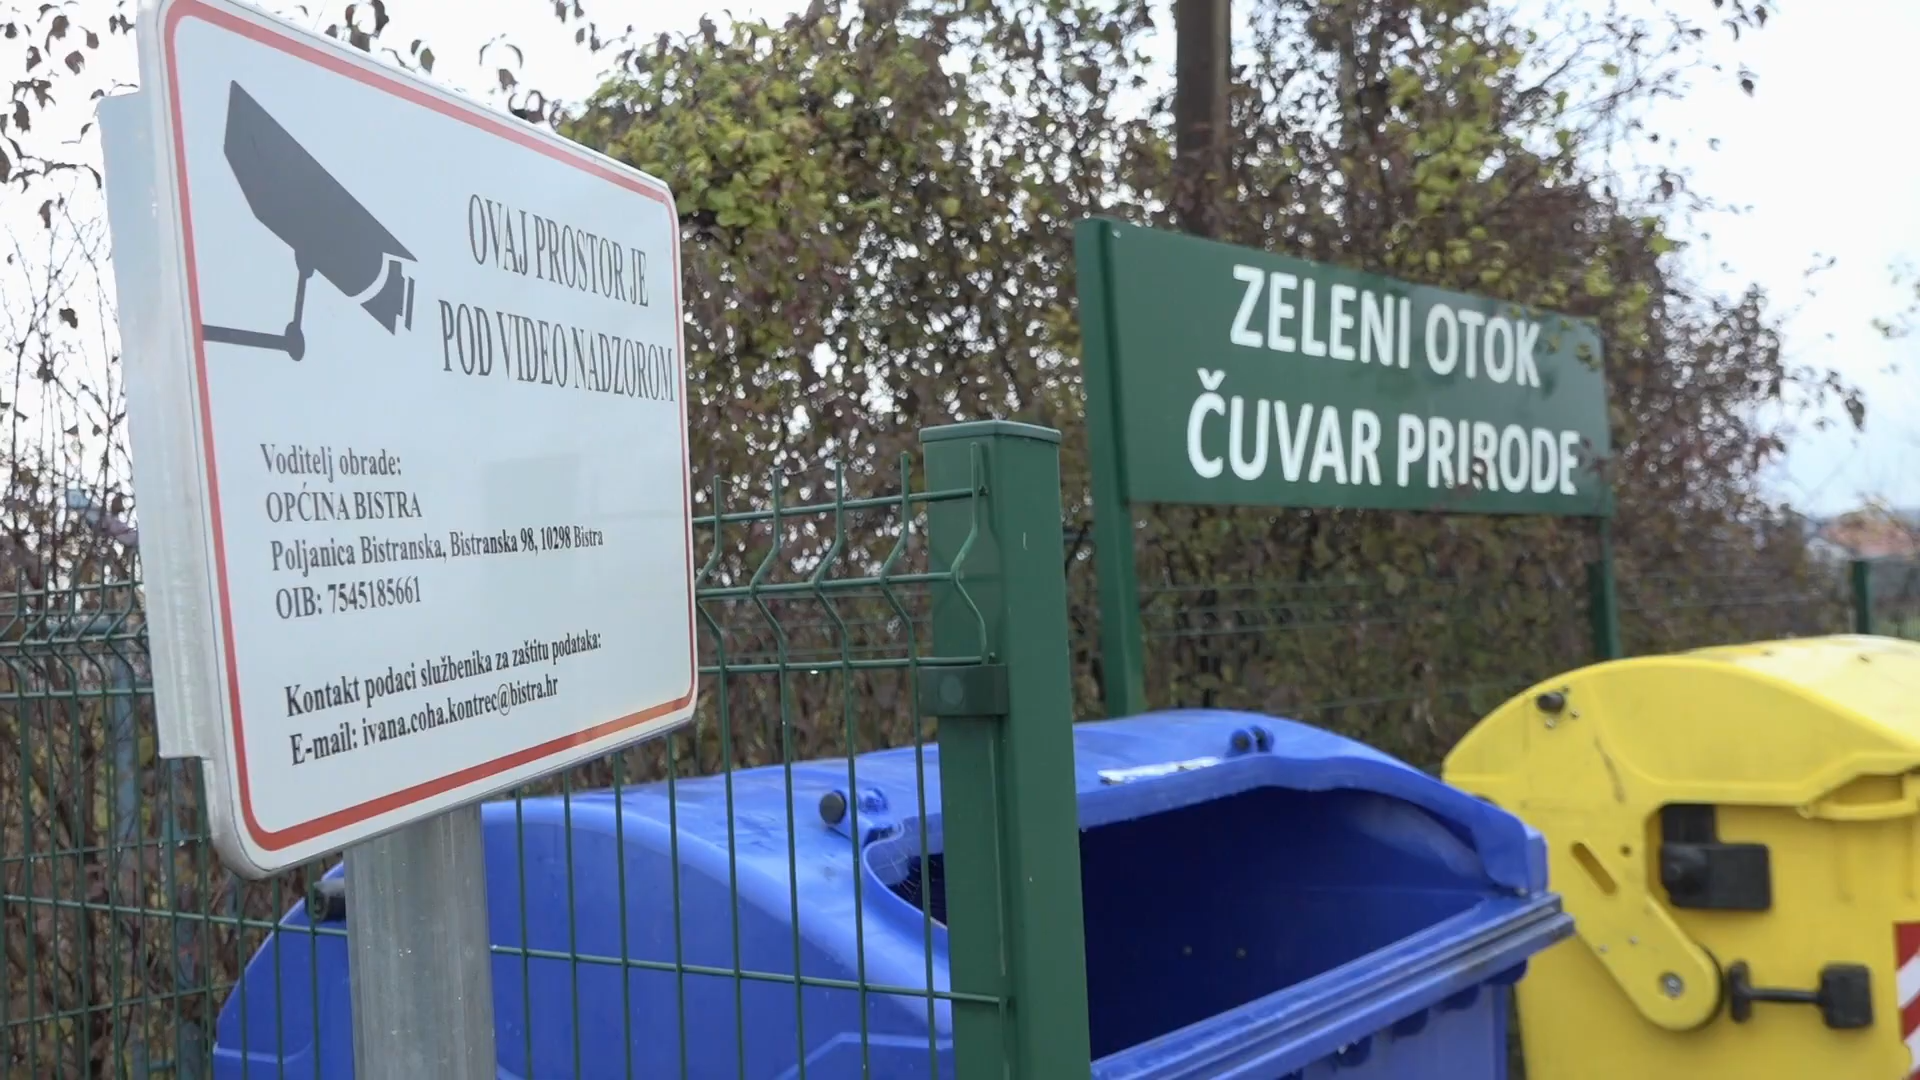 OVAJ PROSTOR JE
POD VIDEO NADZOROM
Voditelj obrade:
OPĆINA BISTRA
Poljanica Bistranska, Bistranska 98, 10298 Bistra
OIB: 7545185661
Kontakt podaci službenika za zaštitu podataka:
E-mail: ivana.coha.kontrec@bistra.hr
ZELENI OTOK
ČUVAR PRIRODE